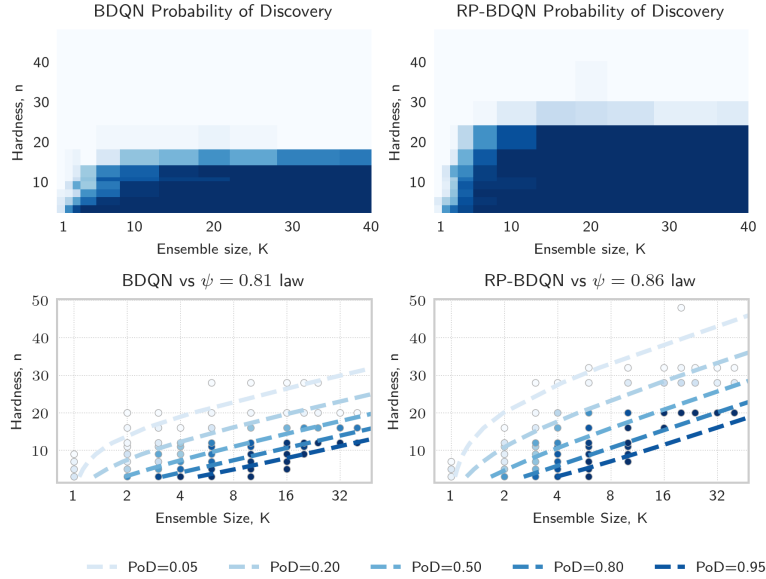 BDQN Probability of Discovery
RP-BDQN Probability of Discovery
Hardness, n
40
30
20
10
1
10
20
30
40
Ensemble size, K
Hardness, n
40
30
20
10
1
10
20
30
40
Ensemble size, K
BDQN vs ψ = 0.81 law
RP-BDQN vs ψ = 0.86 law
Hardness, n
50
40
30
20
10
1
2
4
8
16
32
Ensemble Size, K
Hardness, n
50
40
30
20
10
1
2
4
8
16
32
Ensemble Size, K
PoD=0.05
PoD=0.20
PoD=0.50
PoD=0.80
PoD=0.95